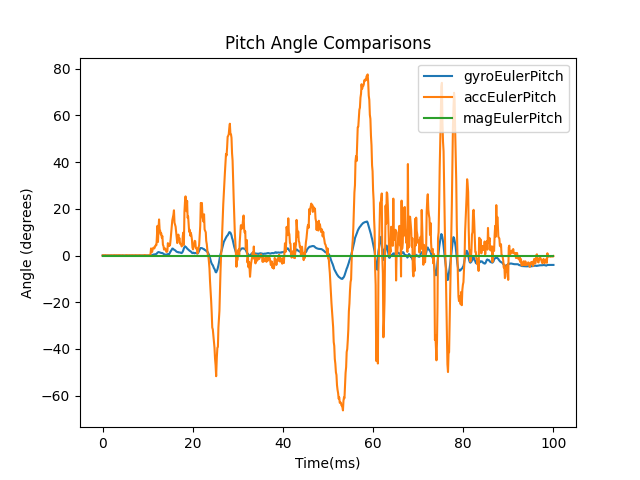 Pitch Angle Comparisons
gyroEulerPitch
accEulerPitch
magEulerPitch
80
60
40
20
0
−20
−40
−60
Angle (degrees)
0 20 40 60 80 100
Time(ms)